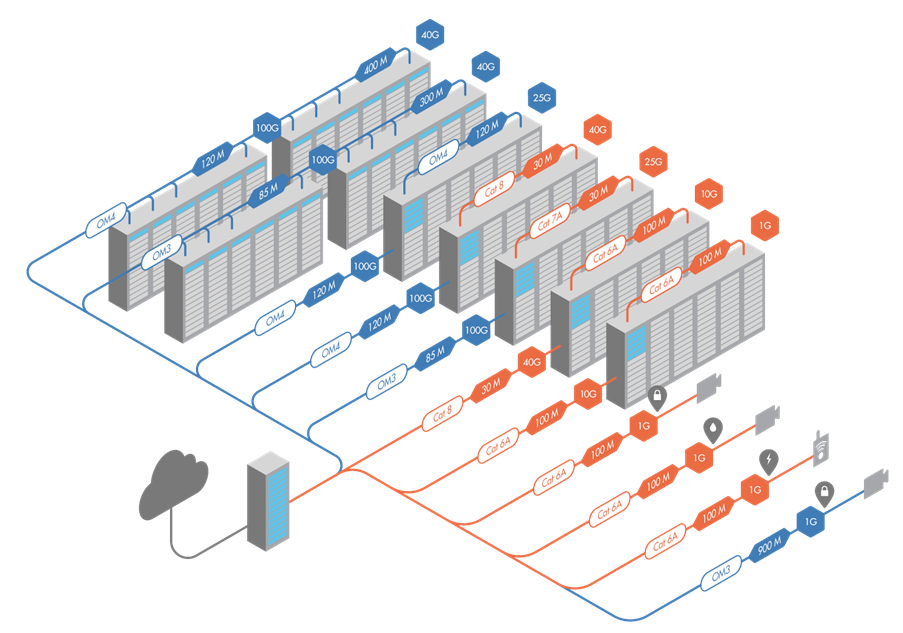 40G
400 M
40G
300 M
25G
120 M
OM4
100G
120 M
OM4
100G
85 M
OM3
40G
30 M
Cat 8
25G
30 M
Cat 7A
10G
100 M
Cat 6A
1G
100 M
Cat 6A
100G
120 M
OM4
100G
120 M
OM4
100G
85 M
OM3
40G
30 M
Cat 8
10G
100 M
Cat 6A
1G
100 M
Cat 6A
1G
100 M
Cat 6A
1G
100 M
Cat 6A
1G
900 M
OM3